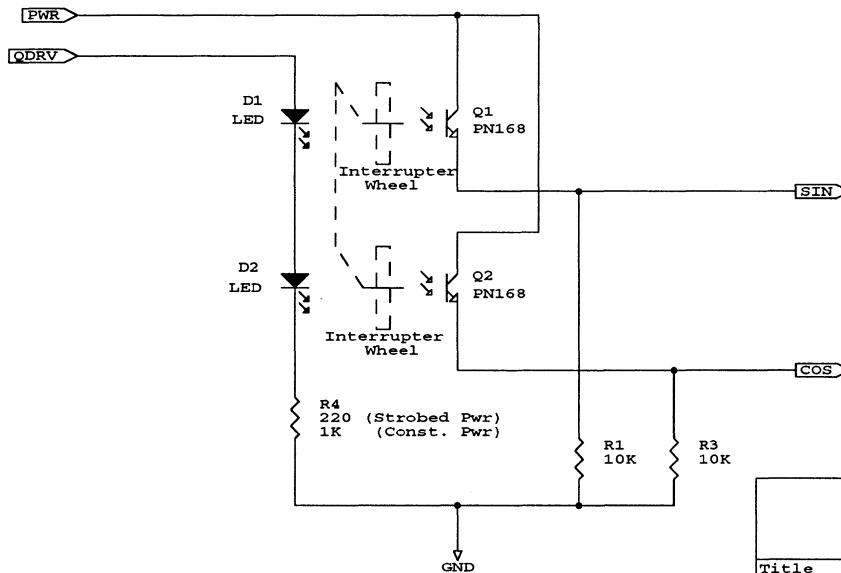 PWR
QDRV
D1
LED
Q1
PN168
Interrupter
Wheel
SIN
D2
LED
Q2
PN168
Interrupter
Wheel
COS
R4
220 (Strobed Pwr)
1K (Const. Pwr)
R1
10K
R3
10K
GND
Title